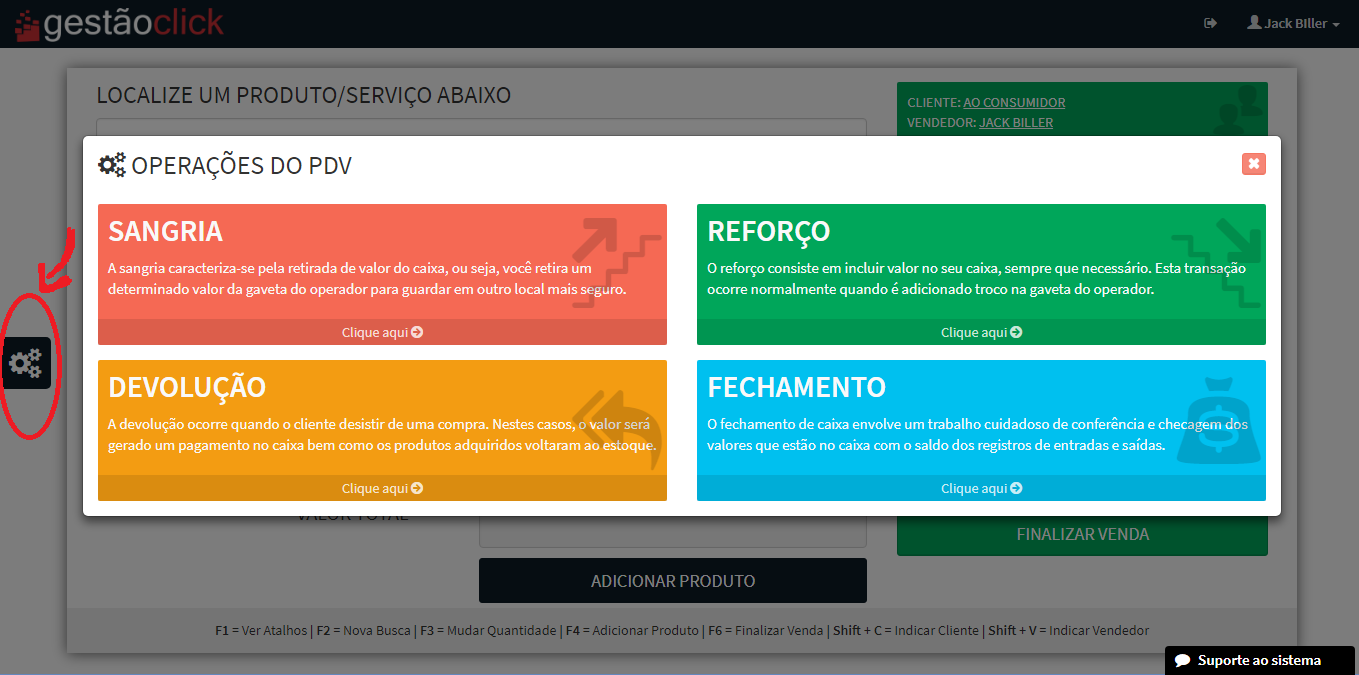 gestãoclick
Jack BIller
LOCALIZE UM PRODUTO/SERVIÇO ABAIXO
CLIENTE: AO CONSUMIDOR
VENDEDOR: JACK BILLER
OPERAÇÕES DO PDV
SANGRIA
A sangria caracteriza-se pela retirada de valor do caixa, ou seja, você retira um
determinado valor da gaveta do operador para guardar em outro local mais seguro.
Clique aqui
REFORÇO
O reforço consiste em incluir valor no seu caixa, sempre que necessário. Esta transação
ocorre normalmente quando é adicionado troco na gaveta do operador.
Clique aqui
DEVOLUÇÃO
A devolução ocorre quando o cliente desistir de uma compra. Nestes casos, o valor será
gerado um pagamento no caixa bem como os produtos adquiridos voltaram ao estoque.
Clique aqui
FECHAMENTO
O fechamento de caixa envolve um trabalho cuidadoso de conferência e checagem dos
valores que estão no caixa com o saldo dos registros de entradas e saídas.
Clique aqui
VALOR TOTAL
FINALIZAR VENDA
ADICIONAR PRODUTO
F1 = Ver Atalhos | F2 = Nova Busca | F3 = Mudar Quantidade | F4 = Adicionar Produto | F6 = Finalizar Venda | Shift + C = Indicar Cliente | Shift + V = Indicar Vendedor
Suporte ao sistema